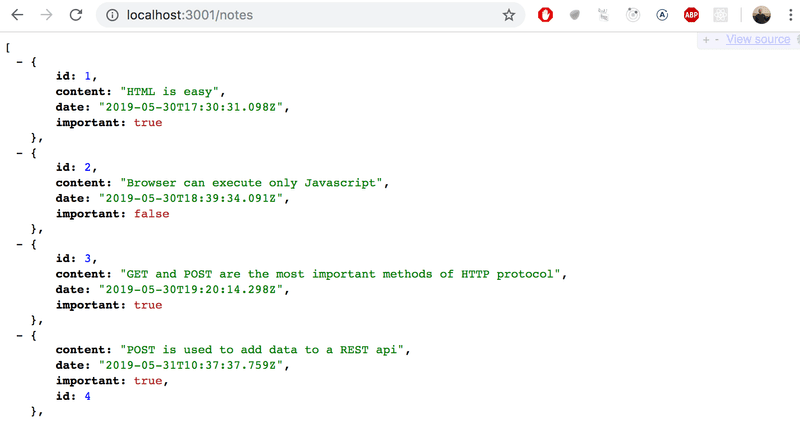 localhost:3001/notes
ABP
+ - View source
[
- {
id: 1,
content: "HTML is easy",
date: "2019-05-30T17:30:31.098Z",
important: true
},
- {
id: 2,
content: "Browser can execute only Javascript",
date: "2019-05-30T18:39:34.091Z",
important: false
},
- {
id: 3,
content: "GET and POST are the most important methods of HTTP protocol",
date: "2019-05-30T19:20:14.298Z",
important: true
},
- {
content: "POST is used to add data to a REST api",
date: "2019-05-31T10:37:37.759Z",
important: true,
id: 4
},